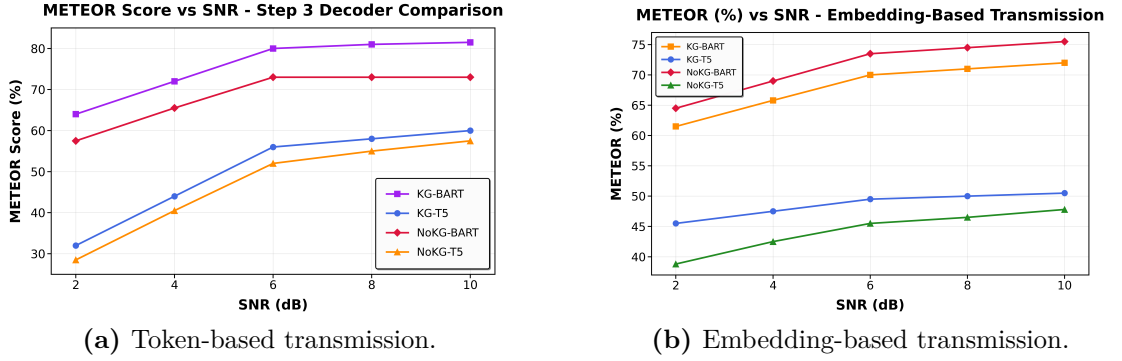 METEOR Score vs SNR - Step 3 Decoder Comparison
METEOR Score (%)
80
70
60
50
40
30
2 4 6 8 10
SNR (dB)
KG-BART
KG-T5
NoKG-BART
NoKG-T5
(a) Token-based transmission.
METEOR (%) vs SNR - Embedding-Based Transmission
METEOR (%)
75
70
65
60
55
50
45
40
2 4 6 8 10
SNR (dB)
KG-BART
KG-T5
NoKG-BART
NoKG-T5
(b) Embedding-based transmission.